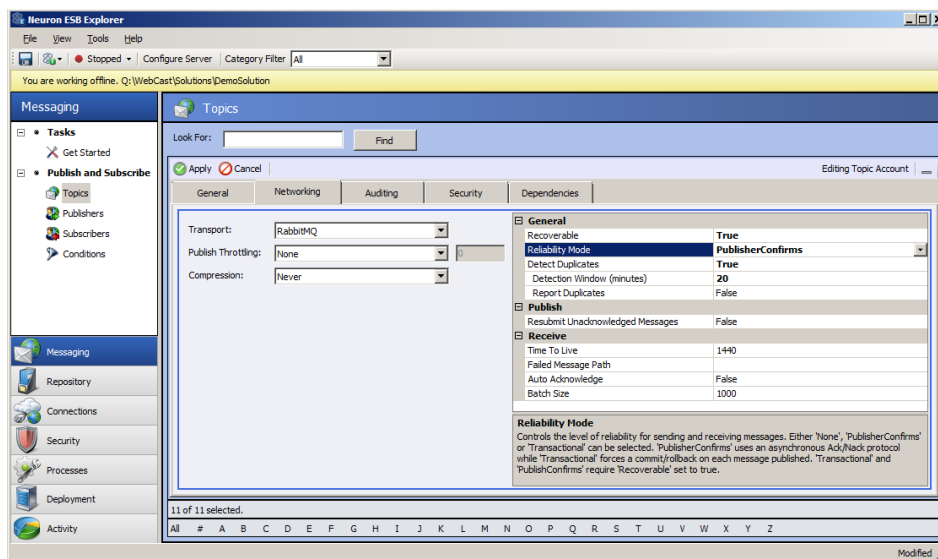 Neuron ESB Explorer
File View Tools Help
Stopped Configure Server Category Filter All
You are working offline. Q:\WebCast\Solutions\DemoSolution
Messaging
Tasks
Get Started
Publish and Subscribe
Topics
Publishers
Subscribers
Conditions
Messaging
Repository
Connections
Security
Processes
Deployment
Activity
Topics
Look For: Find
Apply Cancel Editing Topic Account
General Networking Auditing Security Dependencies
Transport: RabbitMQ
Publish Throttling: None 0
Compression: Never
General
Recoverable True
Reliability Mode PublisherConfirms
Detect Duplicates True
Detection Window (minutes) 20
Report Duplicates False
Publish
Resubmit Unacknowledged Messages False
Receive
Time To Live 1440
Failed Message Path
Auto Acknowledge False
Batch Size 1000
Reliability Mode
Controls the level of reliability for sending and receiving messages. Either 'None', 'PublisherConfirms'
or 'Transactional' can be selected. 'PublisherConfirms' uses an asynchronous Ack/Nack protocol
while 'Transactional' forces a commit/rollback on each message published. 'Transactional' and
'PublishConfirms' require 'Recoverable' set to true.
11 of 11 selected.
All # A B C D E F G H I J K L M N O P Q R S T U V W X Y Z
Modified